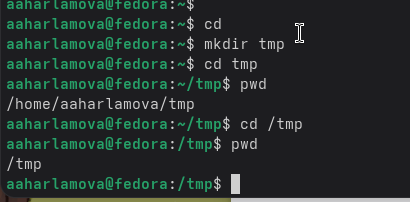 aaharlamova@fedora:~$
aaharlamova@fedora:~$ cd
aaharlamova@fedora:~$ mkdir tmp
aaharlamova@fedora:~$ cd tmp
aaharlamova@fedora:~/tmp$ pwd
/home/aaharlamova/tmp
aaharlamova@fedora:~/tmp$ cd /tmp
aaharlamova@fedora:/tmp$ pwd
/tmp
aaharlamova@fedora:/tmp$